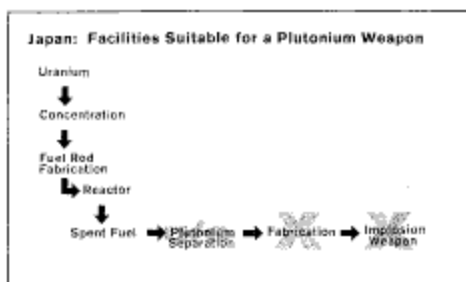 Japan: Facilities Suitable for a Plutonium Weapon
Uranium
Concentration
Fuel Rod
Fabrication
Reactor
Spent Fuel
Plutonium
Separation
Fabrication
Implosion
Weapon